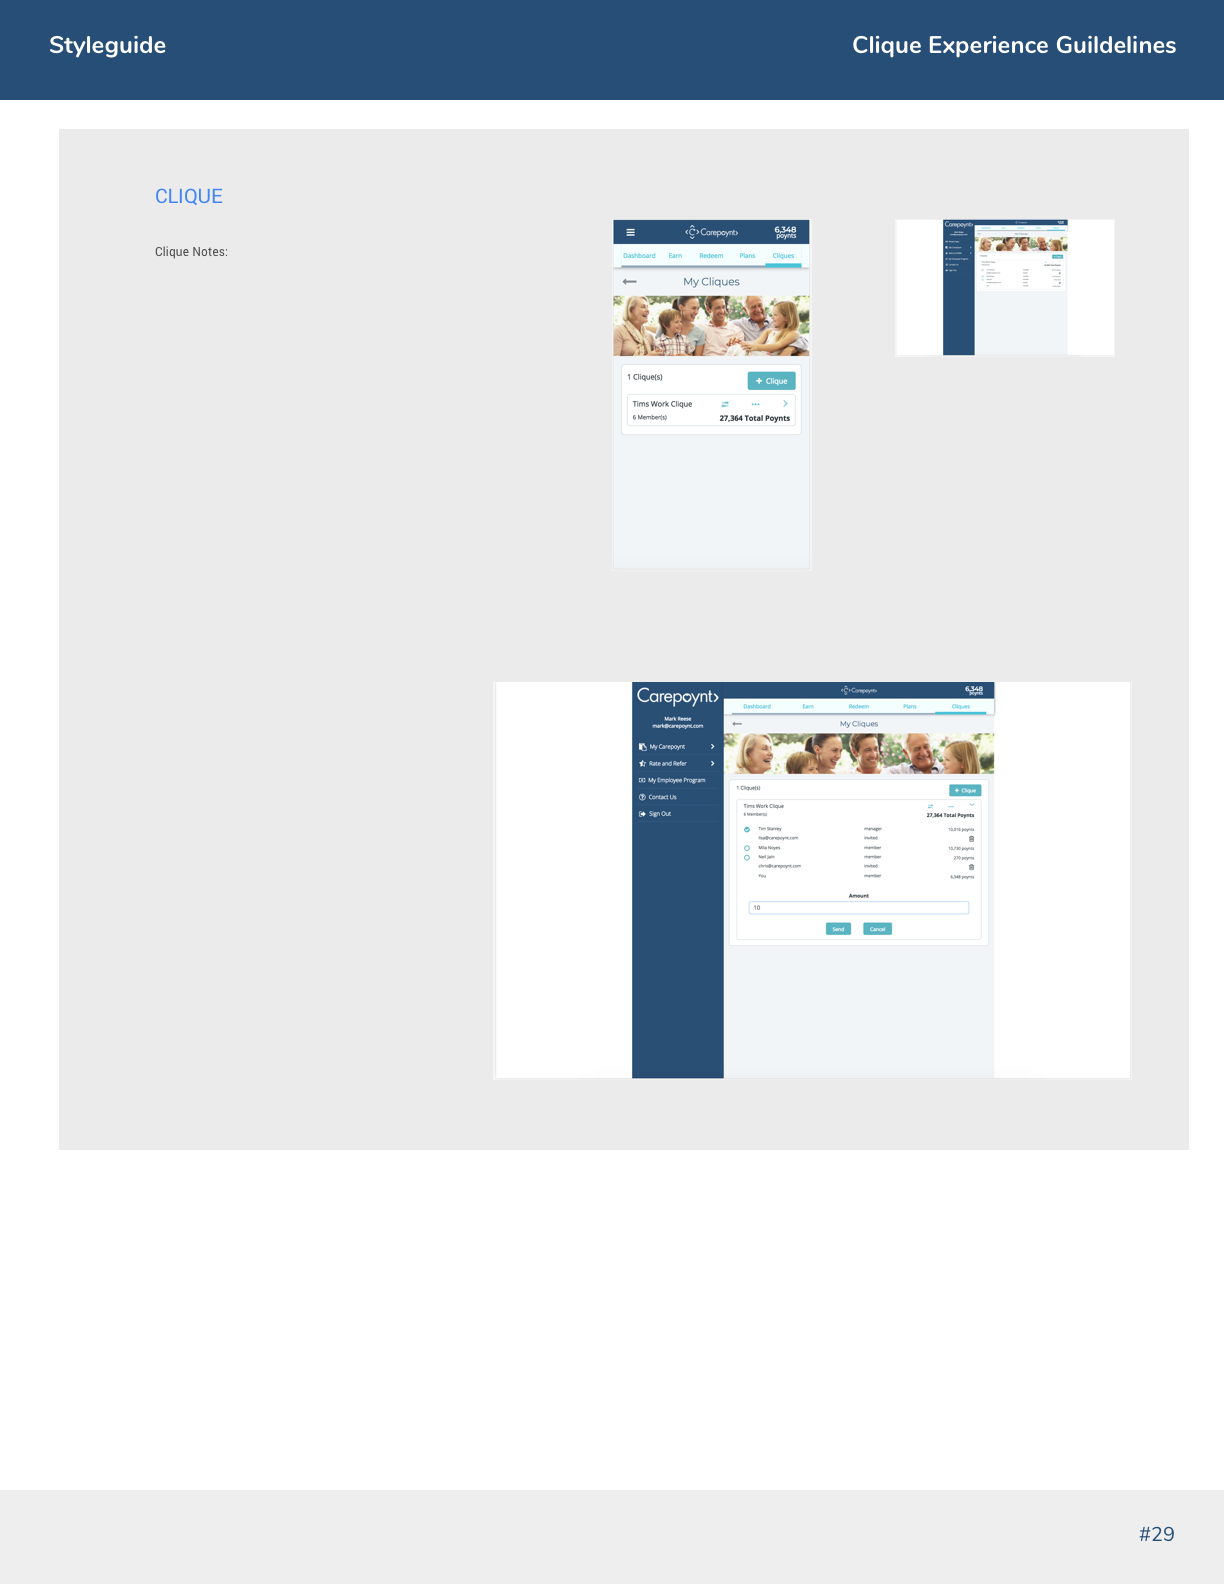 Styleguide
Clique Experience Guildelines
CLIQUE
Clique Notes:
Carepoynt
6,348
poynts
Dashboard Earn Redeem Plans Cliques
My Cliques
1 Clique(s)
+ Clique
Tims Work Clique
6 Member(s)
27,364 Total Poynts
Carepoynt
My Cliques
Carepoynt
Mark Reese
mark@carepoynt.com
My Carepoynt
Rate and Refer
My Employee Program
Contact Us
Sign Out
Carepoynt
6,348
poynts
Dashboard Earn Redeem Plans Cliques
My Cliques
1 Clique(s)
+ Clique
Tims Work Clique
6 Member(s)
27,364 Total Poynts
Tim Stanley manager 10,016 poynts
lisa@carepoynt.com invited
Mila Noyes member 10,730 poynts
Neil Jain member 270 poynts
chris@carepoynt.com invited
You member 6,348 poynts
Amount
10
Send Cancel
#29